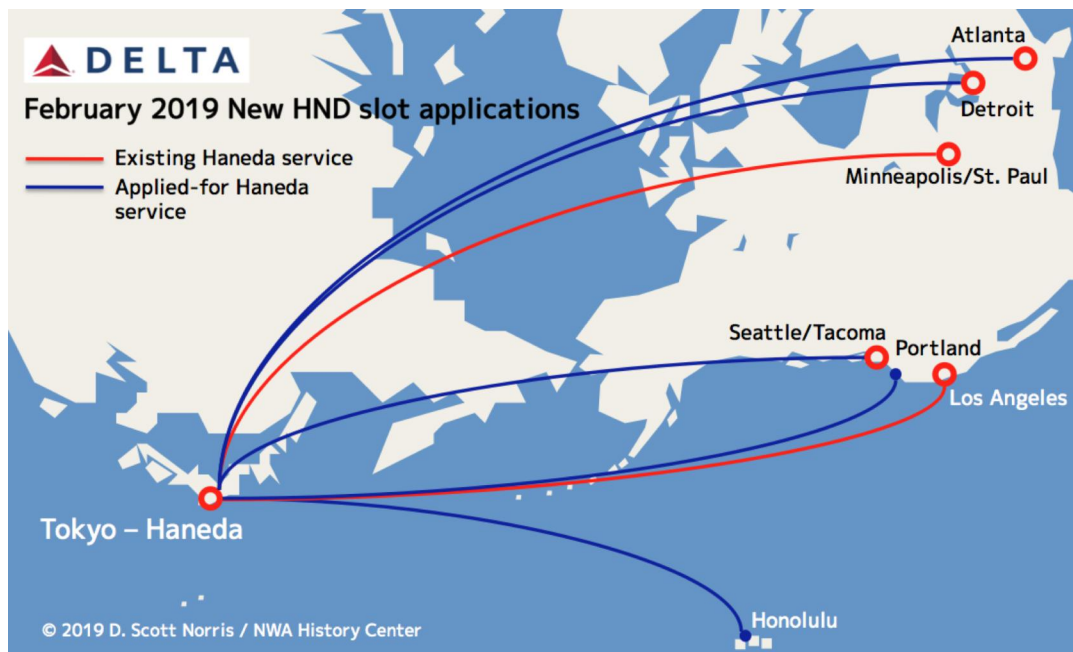 DELTA
February 2019 New HND slot applications
Existing Haneda service
Applied-for Haneda
service
Atlanta
Detroit
Minneapolis/St. Paul
Seattle/Tacoma
Portland
Los Angeles
Tokyo – Haneda
Honolulu
© 2019 D. Scott Norris / NWA History Center